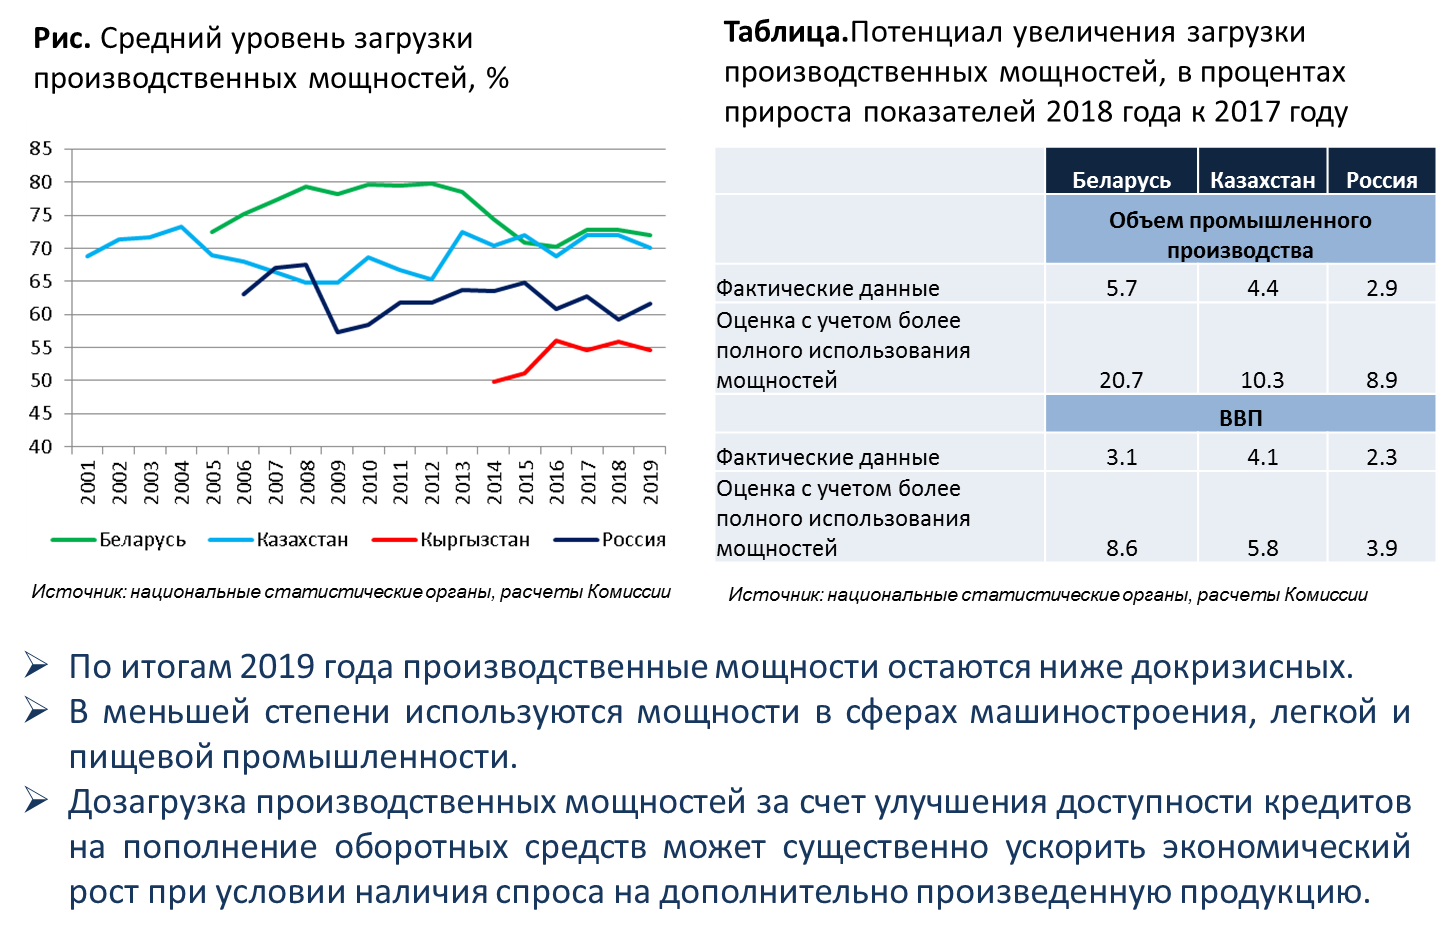 Рис. Средний уровень загрузки
производственных мощностей, %
85
80
75
70
65
60
55
50
45
40
2001 2002 2003 2004 2005 2006 2007 2008 2009 2010 2011 2012 2013 2014 2015 2016 2017 2018 2019
Беларусь Казахстан Кыргызстан Россия
Источник: национальные статистические органы, расчеты Комиссии
Таблица.Потенциал увеличения загрузки
производственных мощностей, в процентах
прироста показателей 2018 года к 2017 году
Беларусь Казахстан Россия
Объем промышленного
производства
Фактические данные 5.7 4.4 2.9
Оценка с учетом более
полного использования
мощностей 20.7 10.3 8.9
ВВП
Фактические данные 3.1 4.1 2.3
Оценка с учетом более
полного использования
мощностей 8.6 5.8 3.9
Источник: национальные статистические органы, расчеты Комиссии
По итогам 2019 года производственные мощности остаются ниже докризисных.
В меньшей степени используются мощности в сферах машиностроения, легкой и
пищевой промышленности.
Дозагрузка производственных мощностей за счет улучшения доступности кредитов
на пополнение оборотных средств может существенно ускорить экономический
рост при условии наличия спроса на дополнительно произведенную продукцию.